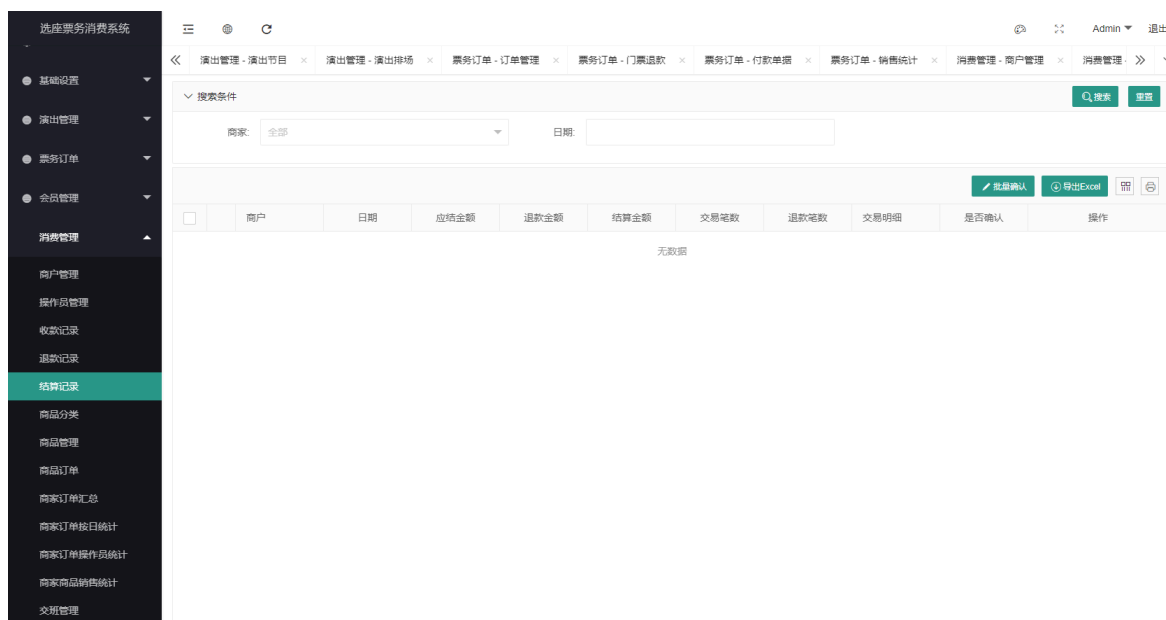 选座票务消费系统
Admin
退出
演出管理 - 演出节目
演出管理 - 演出排场
票务订单 - 订单管理
票务订单 - 门票退款
票务订单 - 付款单据
票务订单 - 销售统计
消费管理 - 商户管理
消费管理 -
基础设置
演出管理
票务订单
会员管理
消费管理
商户管理
操作员管理
收款记录
退款记录
结算记录
商品分类
商品管理
商品订单
商家订单汇总
商家订单按日统计
商家订单操作员统计
商家商品销售统计
交班管理
搜索条件
搜索
重置
商家:
全部
日期:
批量确认
导出Excel
商户
日期
应结金额
退款金额
结算金额
交易笔数
退款笔数
交易明细
是否确认
操作
无数据